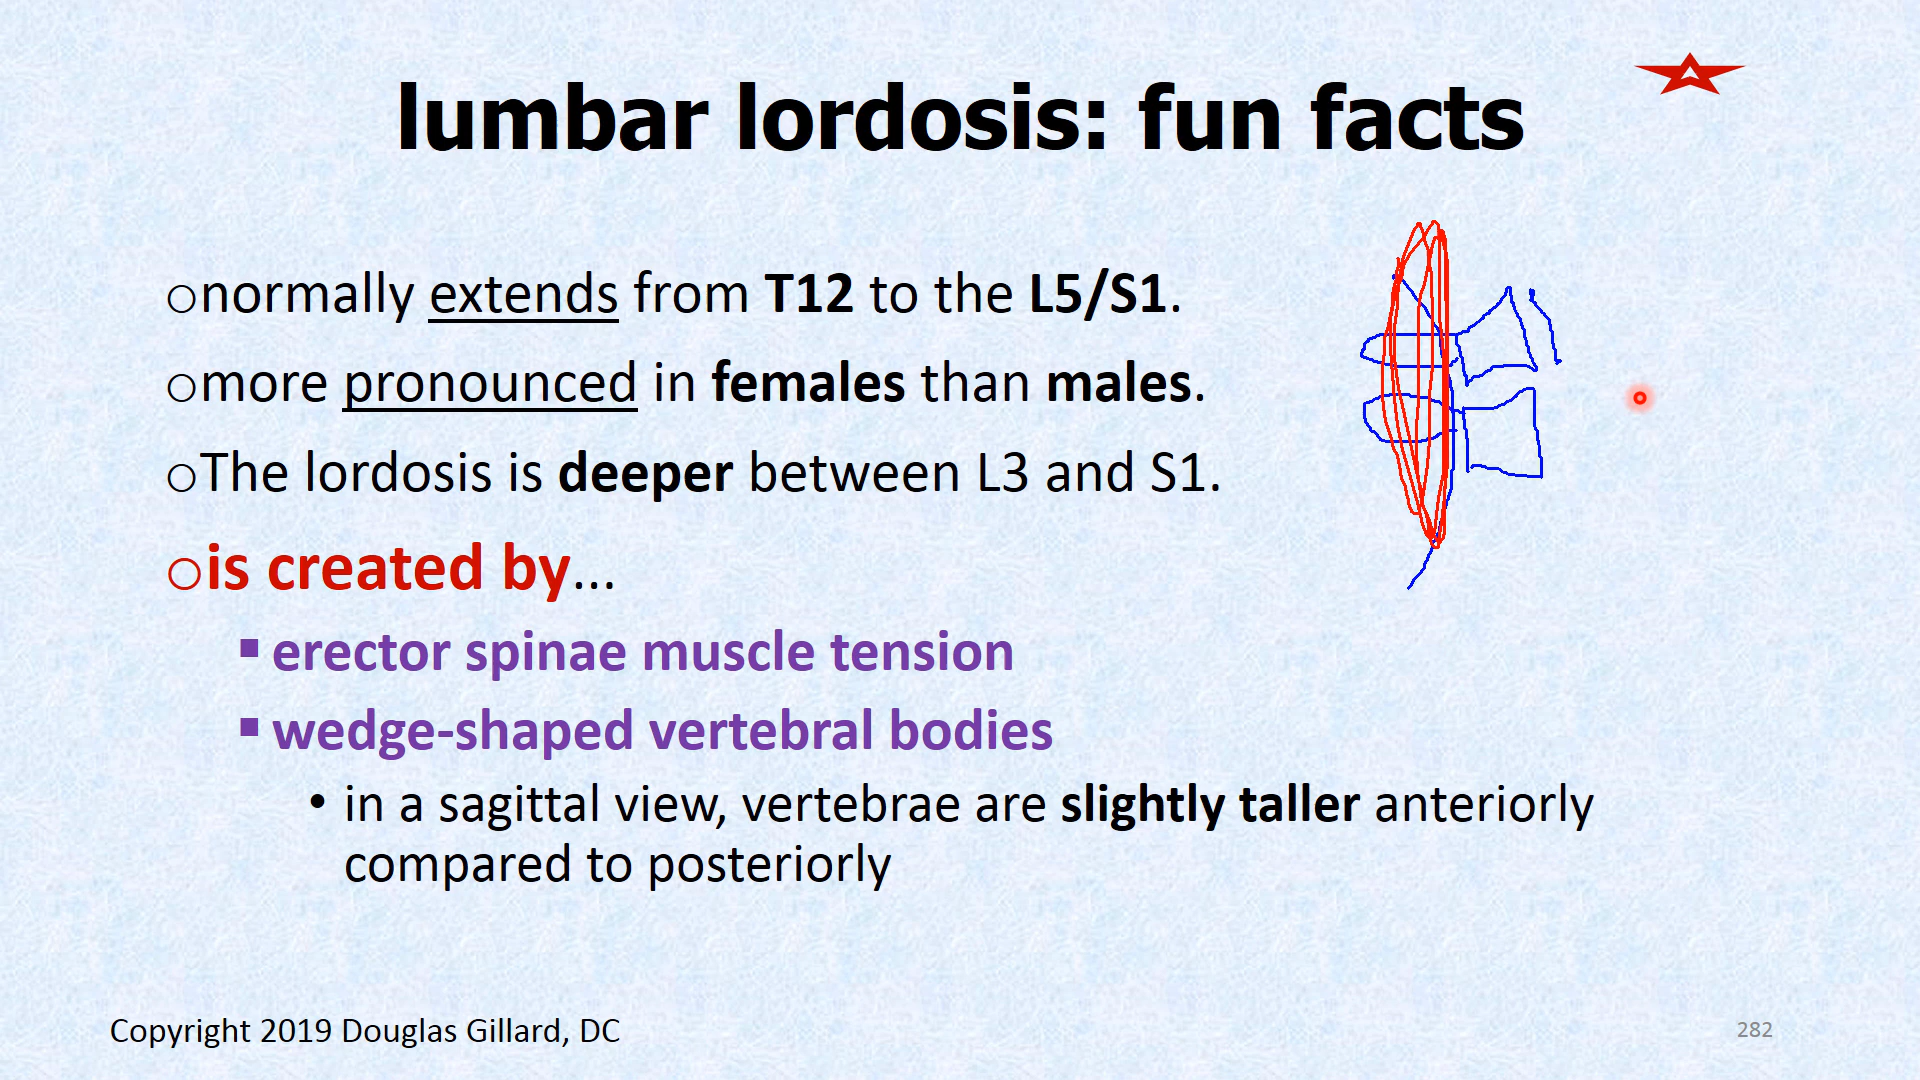 lumbar lordosis: fun facts
○normally extends from T12 to the L5/S1.
○more pronounced in females than males.
○The lordosis is deeper between L3 and S1.
○is created by...
▪ erector spinae muscle tension
▪ wedge-shaped vertebral bodies
• in a sagittal view, vertebrae are slightly taller anteriorly
compared to posteriorly
Copyright 2019 Douglas Gillard, DC
282